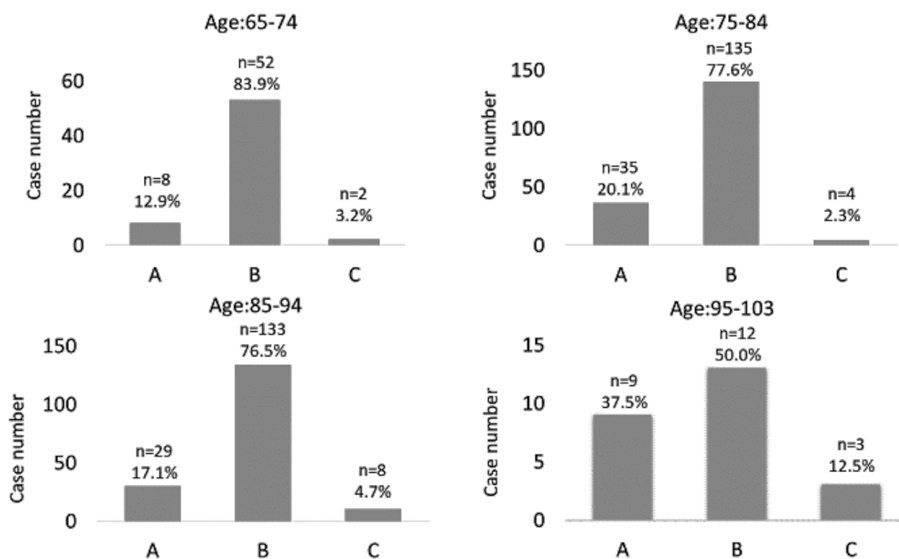 Age:65-74
Case number
60
40
20
0
n=8
12.9%
n=52
83.9%
n=2
3.2%
A B C
Age:75-84
Case number
150
100
50
0
n=35
20.1%
n=135
77.6%
n=4
2.3%
A B C
Age:85-94
Case number
150
100
50
0
n=29
17.1%
n=133
76.5%
n=8
4.7%
A B C
Age:95-103
Case number
15
10
5
0
n=9
37.5%
n=12
50.0%
n=3
12.5%
A B C